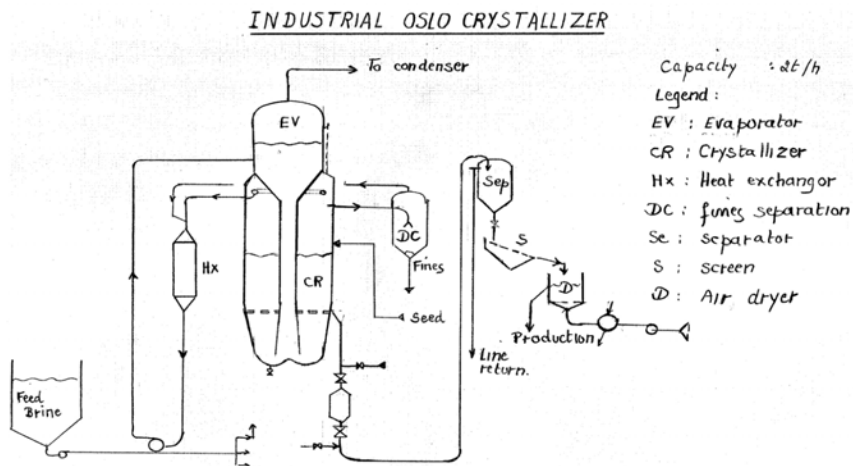 INDUSTRIAL OSLO CRYSTALLIZER
To condenser
Capacity : 2t/h
Legend :
EV : Evaporator
CR : Crystallizer
Hx : Heat exchangor
DC : fines separation
Se : separator
S : screen
D : Air dryer
EV
Sep
DC
S
Hx
Fines
CR
D
Seed
Production
Line
return.
Feed
Brine